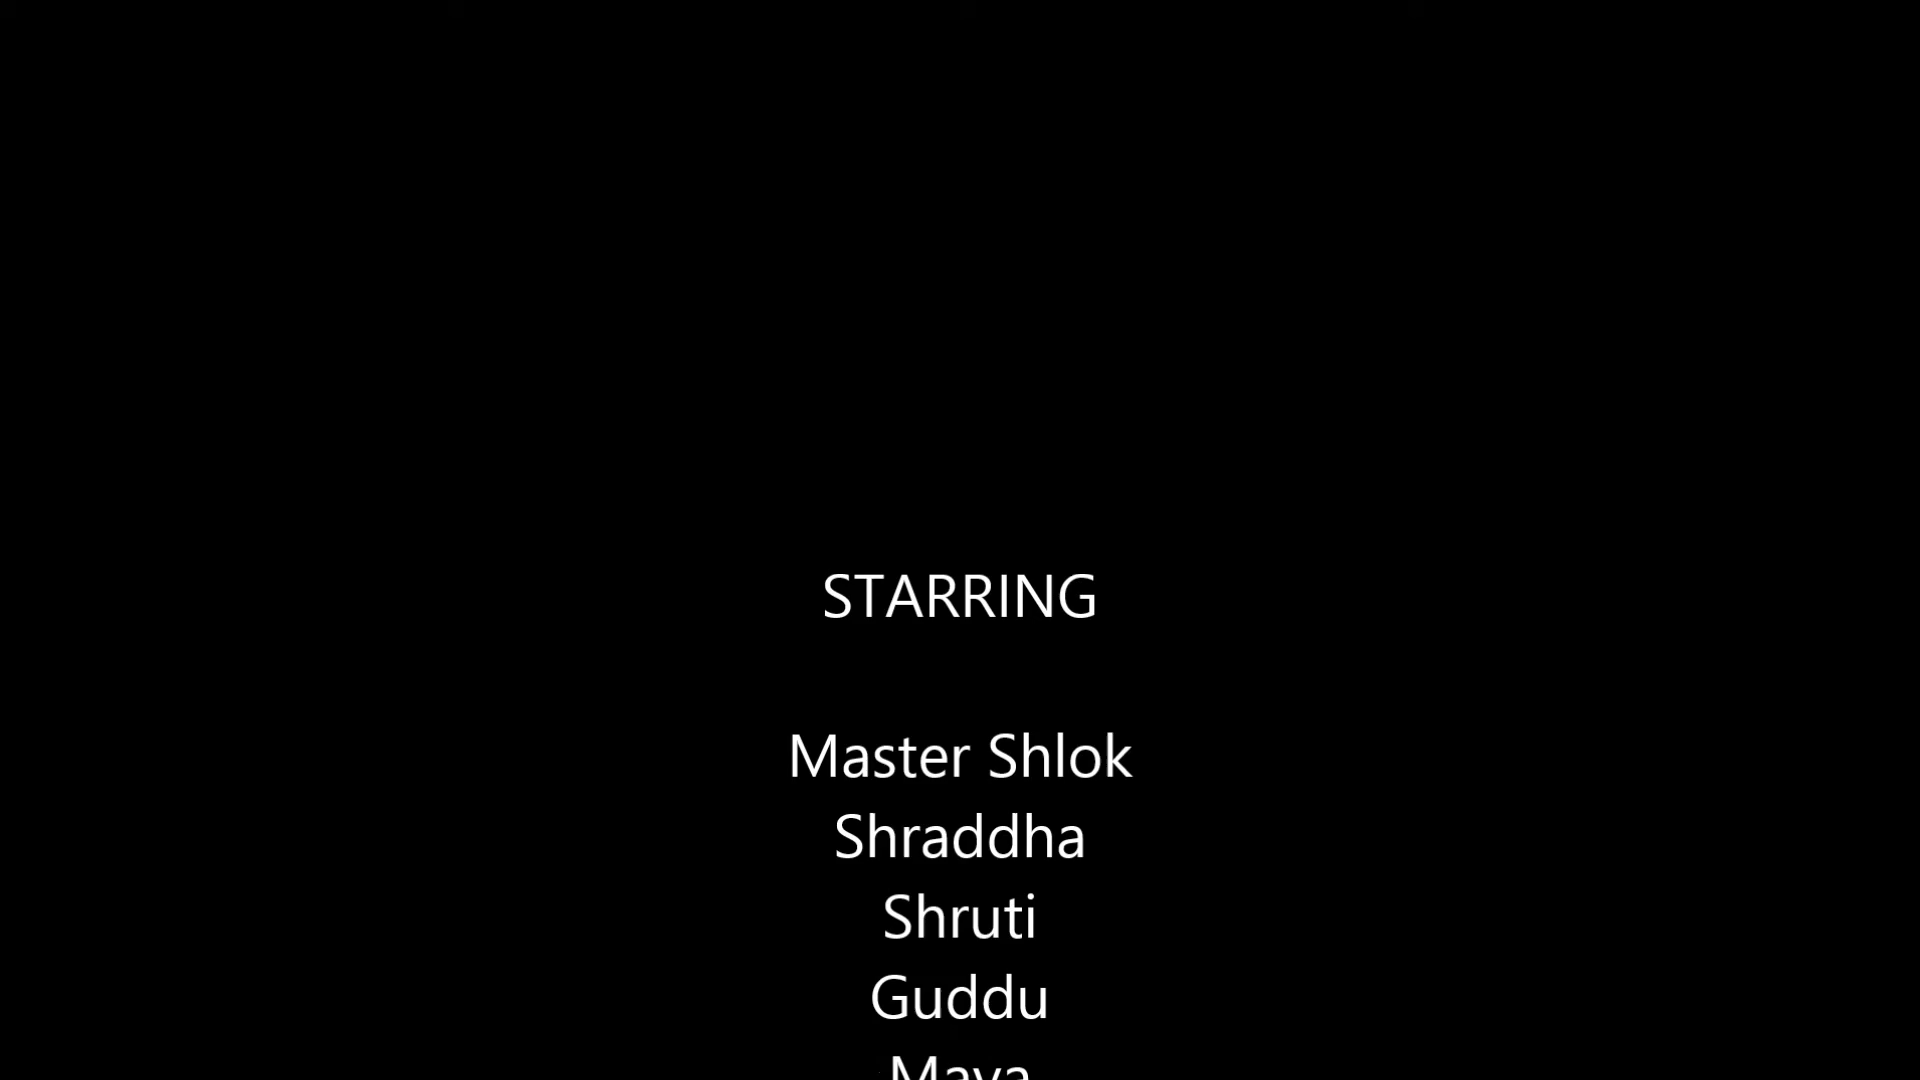 STARRING
Master Shlok
Shraddha
Shruti
Guddu